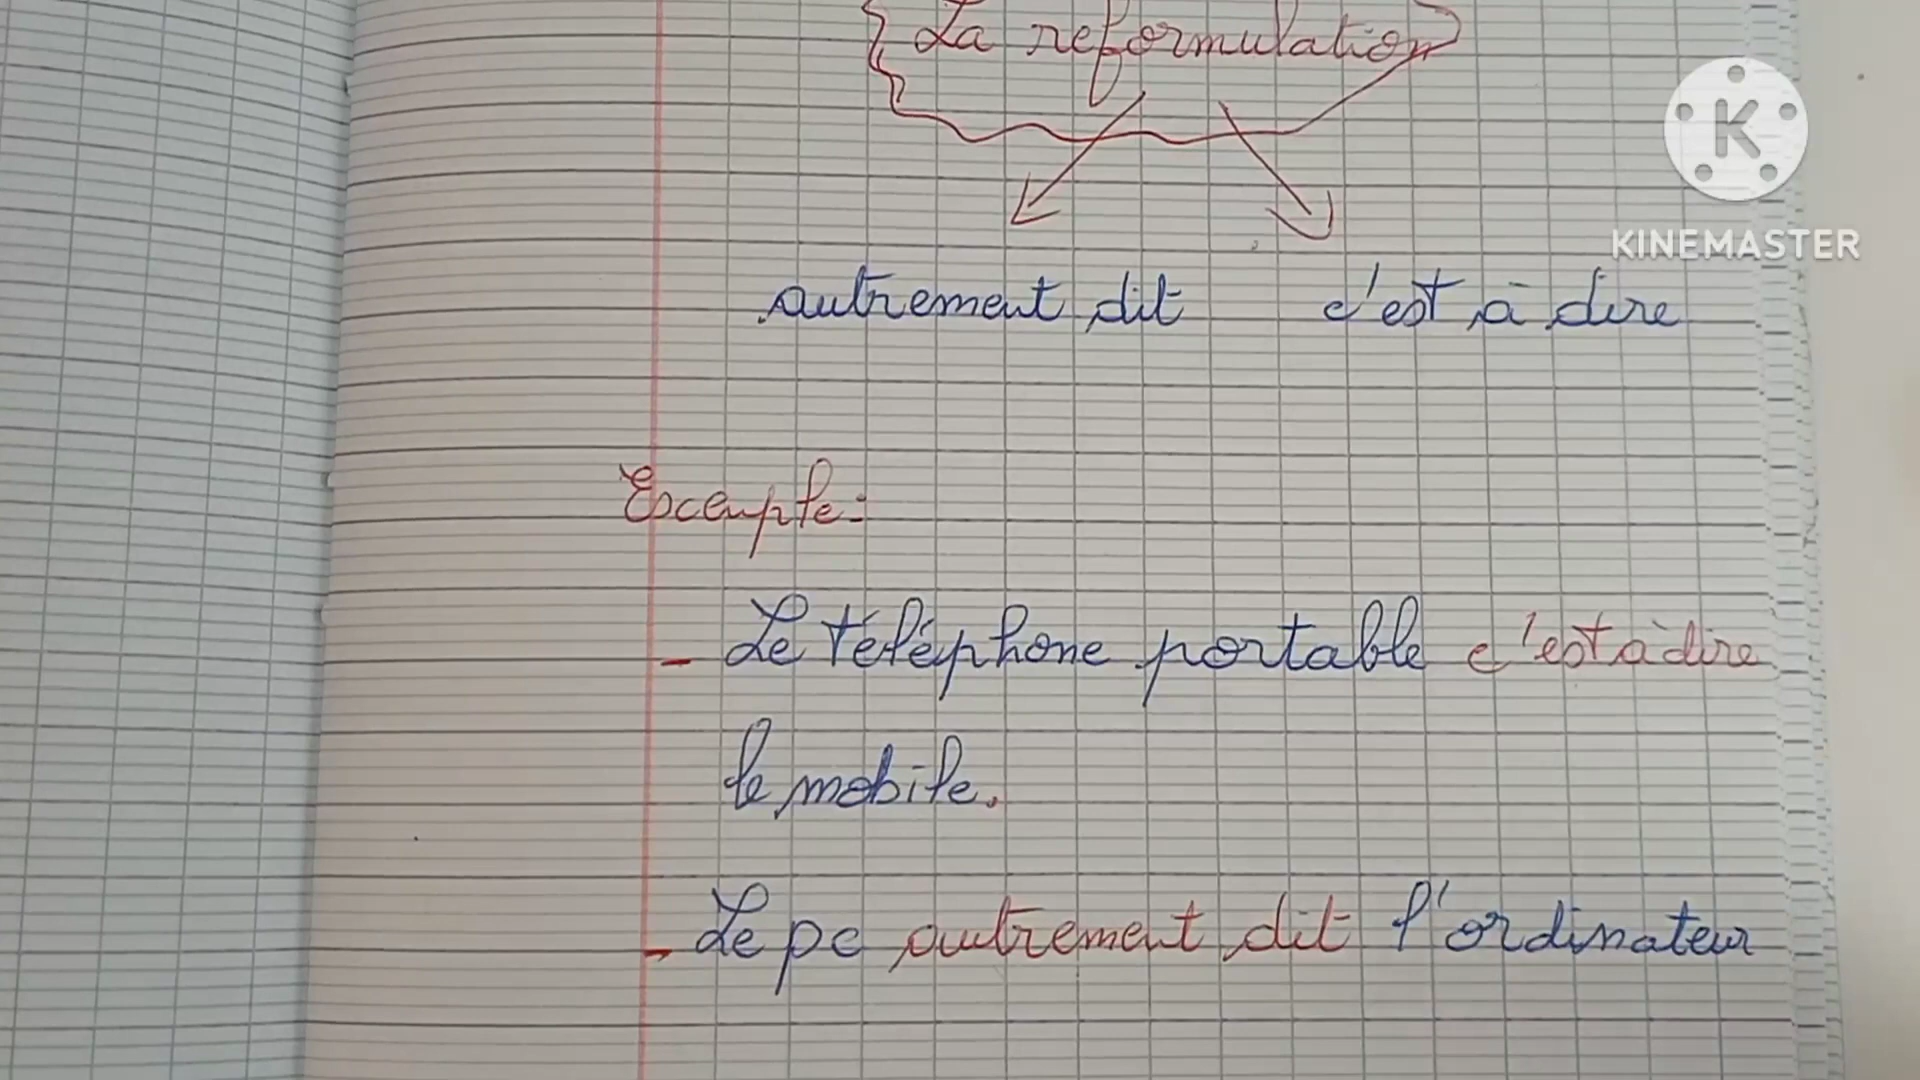 La reformulation
K
KINEMASTER
autrement dit c'est à dire
Exemple:
- Le téléphone portable c'est à dire
le mobile.
- Le pc autrement dit l'ordinateur